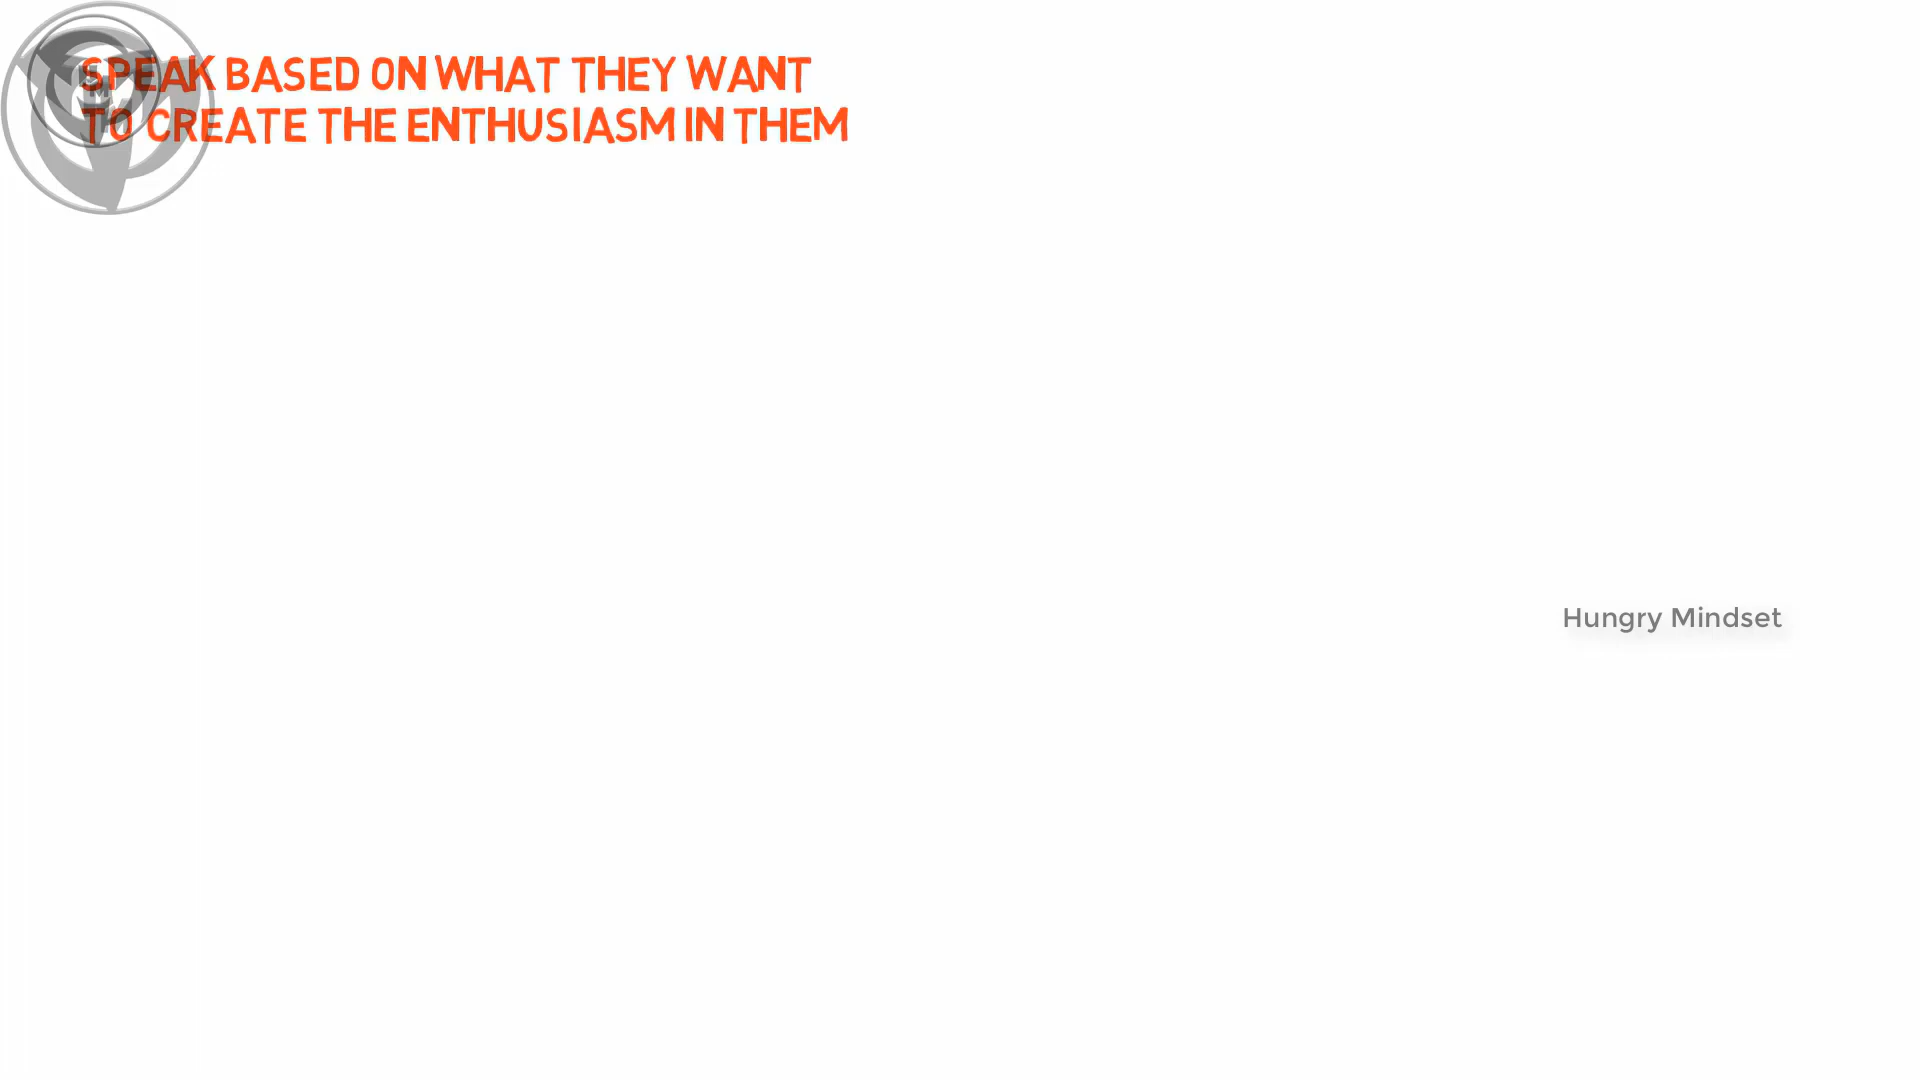 SPEAK BASED ON WHAT THEY WANT
TO CREATE THE ENTHUSIASM IN THEM
Hungry Mindset